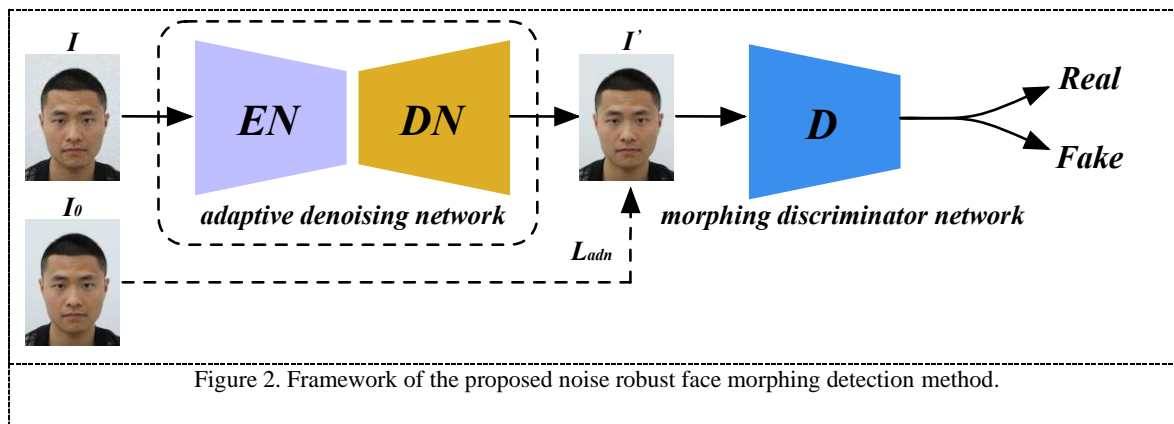 I
I'
EN
DN
D
Real
Fake
adaptive denoising network
morphing discriminator network
I0
Ladn
Figure 2. Framework of the proposed noise robust face morphing detection method.